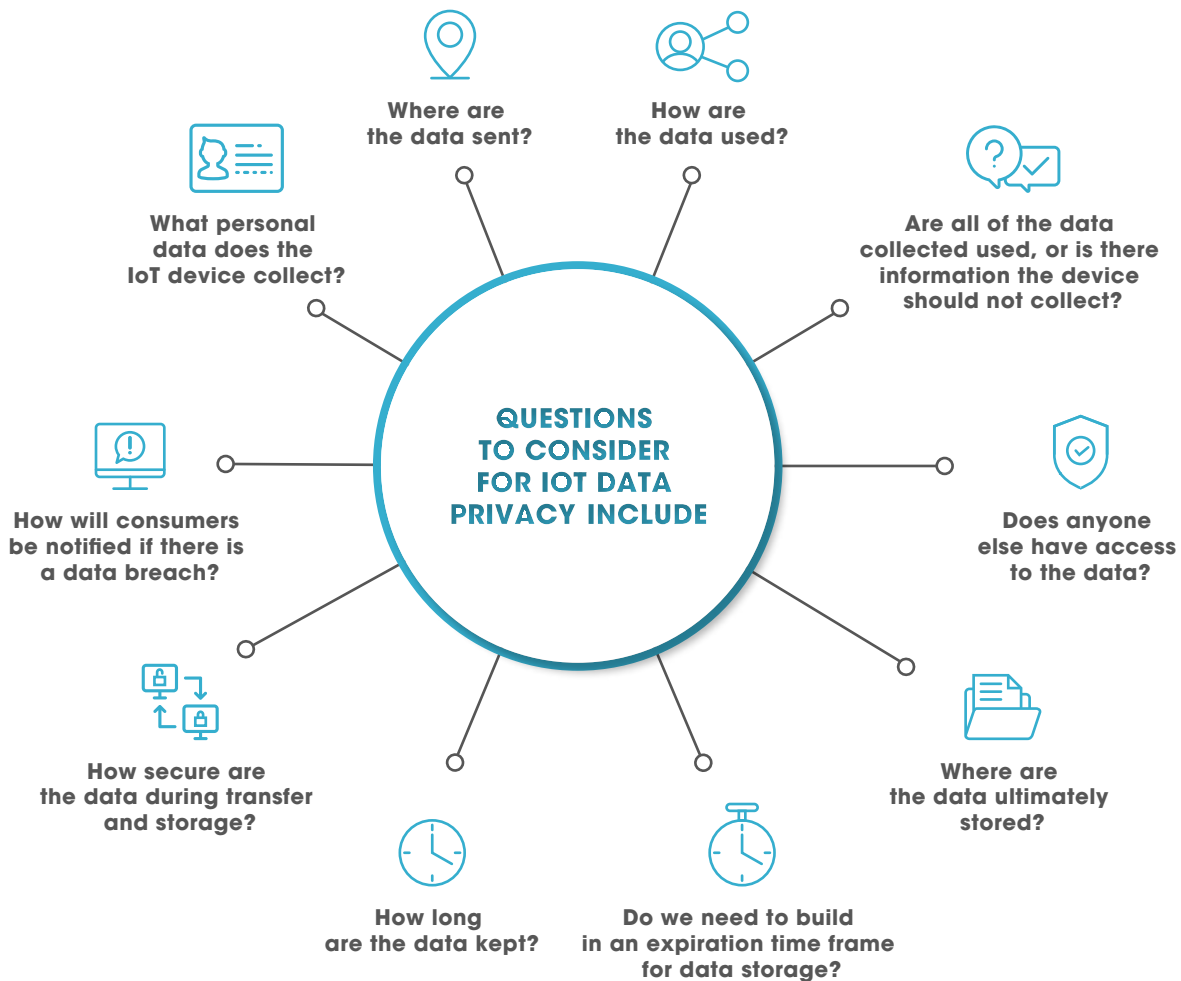 Where are
the data sent?
How are
the data used?
What personal
data does the
IoT device collect?
Are all of the data
collected used, or is there
information the device
should not collect?
QUESTIONS
TO CONSIDER
FOR IOT DATA
PRIVACY INCLUDE
How will consumers
be notified if there is
a data breach?
Does anyone
else have access
to the data?
How secure are
the data during transfer
and storage?
Where are
the data ultimately
stored?
How long
are the data kept?
Do we need to build
in an expiration time frame
for data storage?